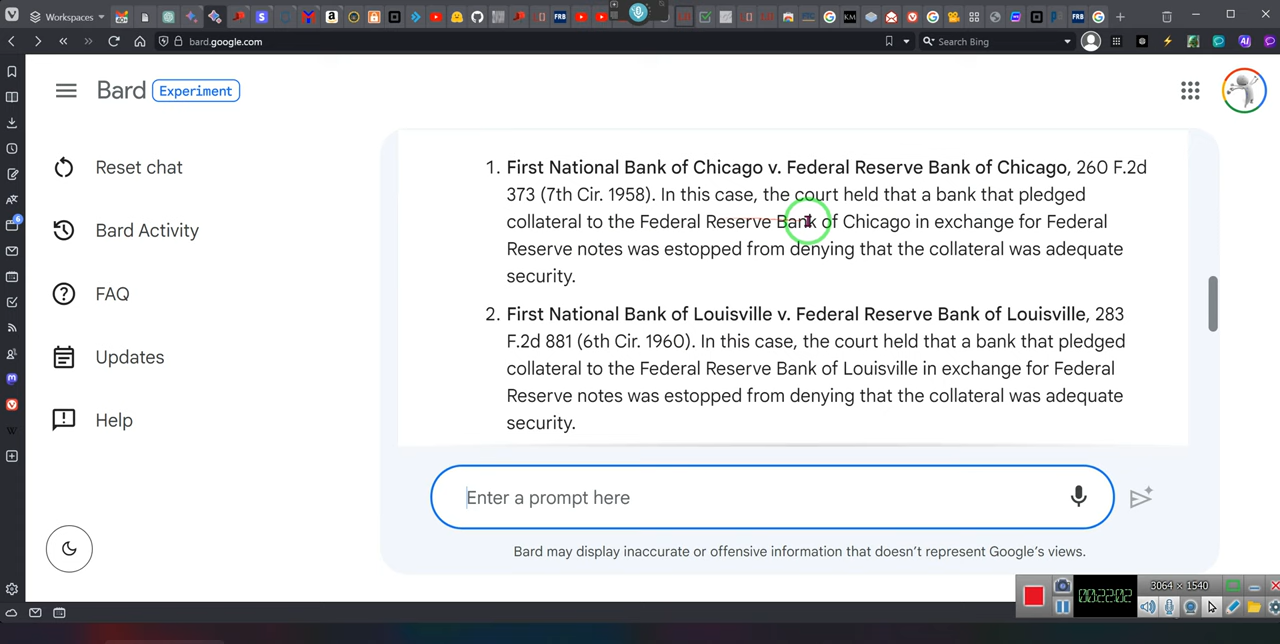 Workspaces
bard.google.com
Search Bing
Bard Experiment
Reset chat
Bard Activity
FAQ
Updates
Help
1. First National Bank of Chicago v. Federal Reserve Bank of Chicago, 260 F.2d
373 (7th Cir. 1958). In this case, the court held that a bank that pledged
collateral to the Federal Reserve Bank of Chicago in exchange for Federal
Reserve notes was estopped from denying that the collateral was adequate
security.
2. First National Bank of Louisville v. Federal Reserve Bank of Louisville, 283
F.2d 881 (6th Cir. 1960). In this case, the court held that a bank that pledged
collateral to the Federal Reserve Bank of Louisville in exchange for Federal
Reserve notes was estopped from denying that the collateral was adequate
security.
Enter a prompt here
Bard may display inaccurate or offensive information that doesn't represent Google's views.
3064 x 1540
00:22:02